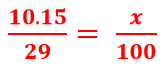 10.15/29 = x/100